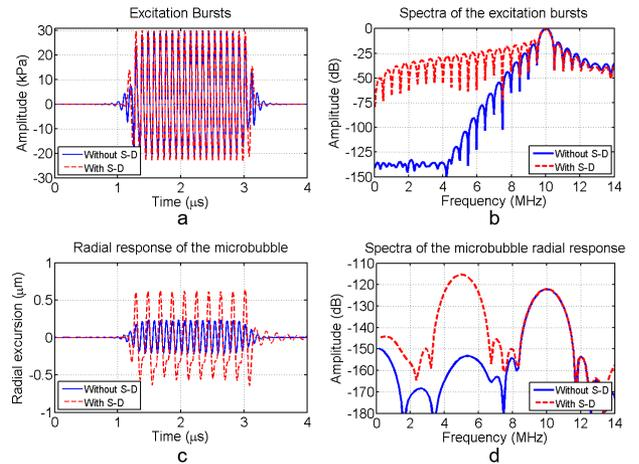 Excitation Bursts
Amplitude (kPa)
30
20
10
0
-10
-20
-30
Without S-D
With S-D
0 1 2 3 4
Time (μs)
a
Spectra of the excitation bursts
Amplitude (dB)
0
-25
-50
-75
-100
-125
-150
Without S-D
With S-D
0 2 4 6 8 10 12 14
Frequency (MHz)
b
Radial response of the microbubble
Radial excursion (μm)
1
0.5
0
-0.5
-1
Without S-D
With S-D
0 1 2 3 4
Time (μs)
c
Spectra of the microbubble radial response
Amplitude (dB)
-110
-120
-130
-140
-150
-160
-170
-180
Without S-D
With S-D
0 2 4 6 8 10 12 14
Frequency (MHz)
d